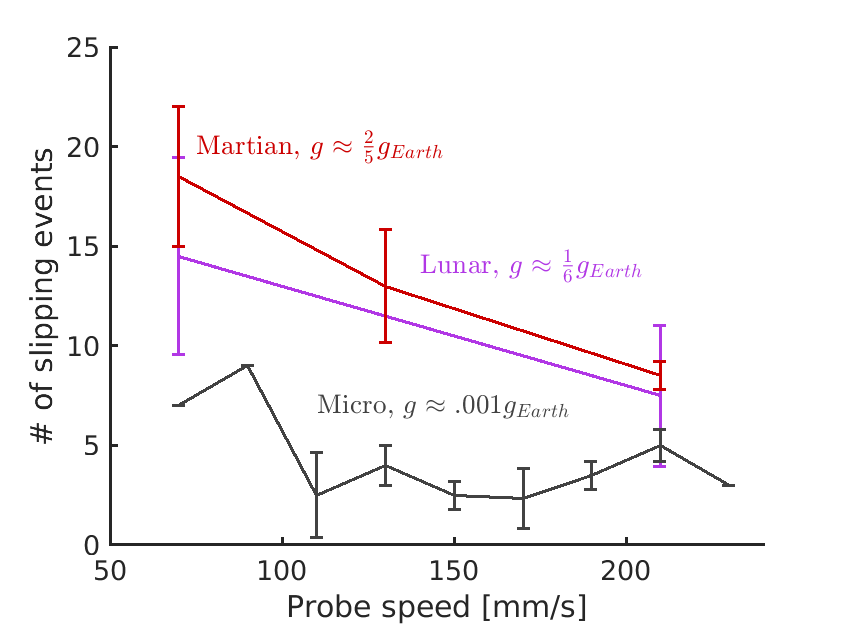 25
20
15
10
5
0
# of slipping events
Martian, g ≈ 2/5 g_Earth
Lunar, g ≈ 1/6 g_Earth
Micro, g ≈ .001g_Earth
50 100 150 200
Probe speed [mm/s]